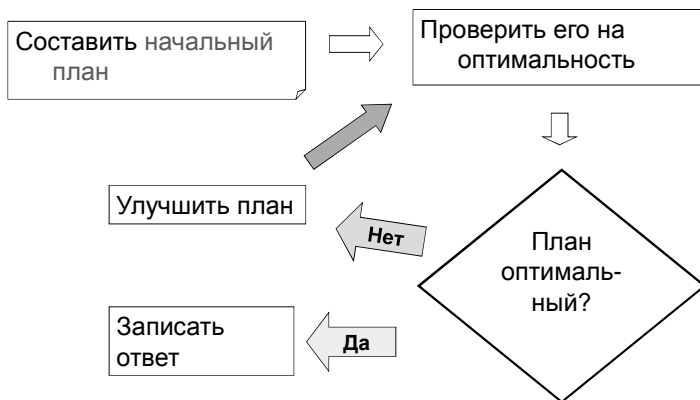 Составить начальный
план
Проверить его на
оптимальность
Улучшить план
Нет
План
оптималь-
ный?
Записать
ответ
Да